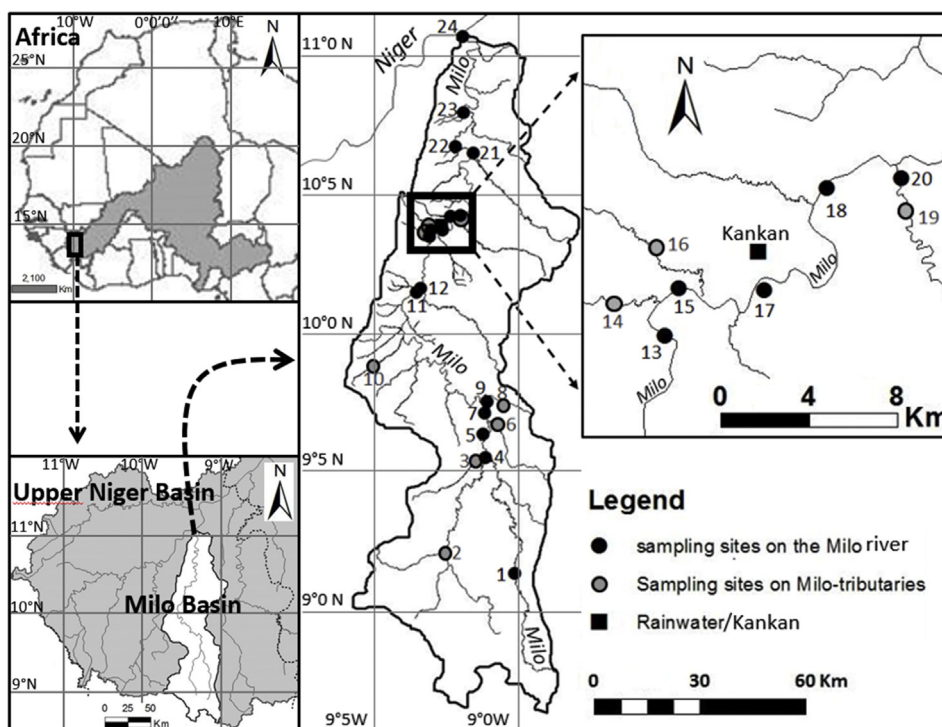 10°W 0°0'0'' 10°E
Africa
N
25°N
20°N
15°N
2,100
Km
11°W 10°W 9°W
Upper Niger Basin
N
11°N
Milo Basin
10°N
9°N
0 25 50
Km
24
11°0 N
Niger
Milo
23
22
21
10°5 N
12
11
10°0 N
Milo
10
9
8
7
6
5
4
3
9°5 N
2
1
9°0 N
Milo
9°5 W 9°0 W
N
20
19
18
Kankan
16
Milo
15
17
14
13
Milo
0 4 8
Km
Legend
sampling sites on the Milo river
Sampling sites on Milo-tributaries
Rainwater/Kankan
0 30 60 Km